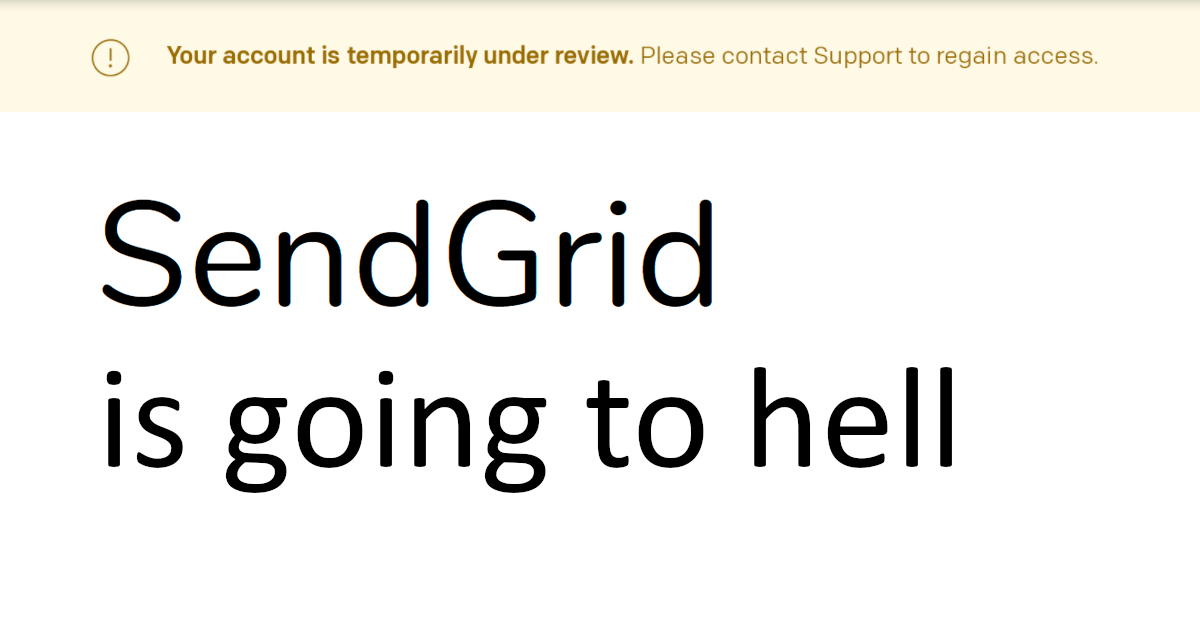 Your account is temporarily under review. Please contact Support to regain access.
SendGrid
is going to hell